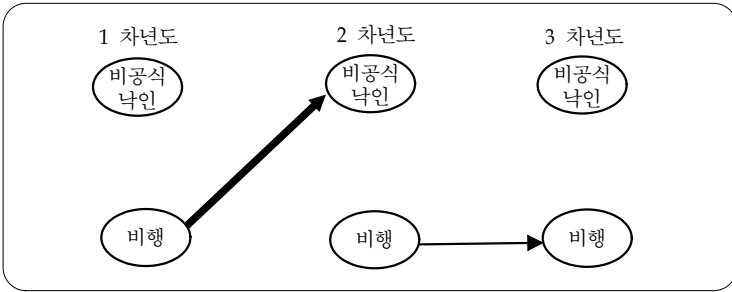 1 차년도 2 차년도 3 차년도
비공식 낙인 비공식 낙인 비공식 낙인
비행 비행 비행